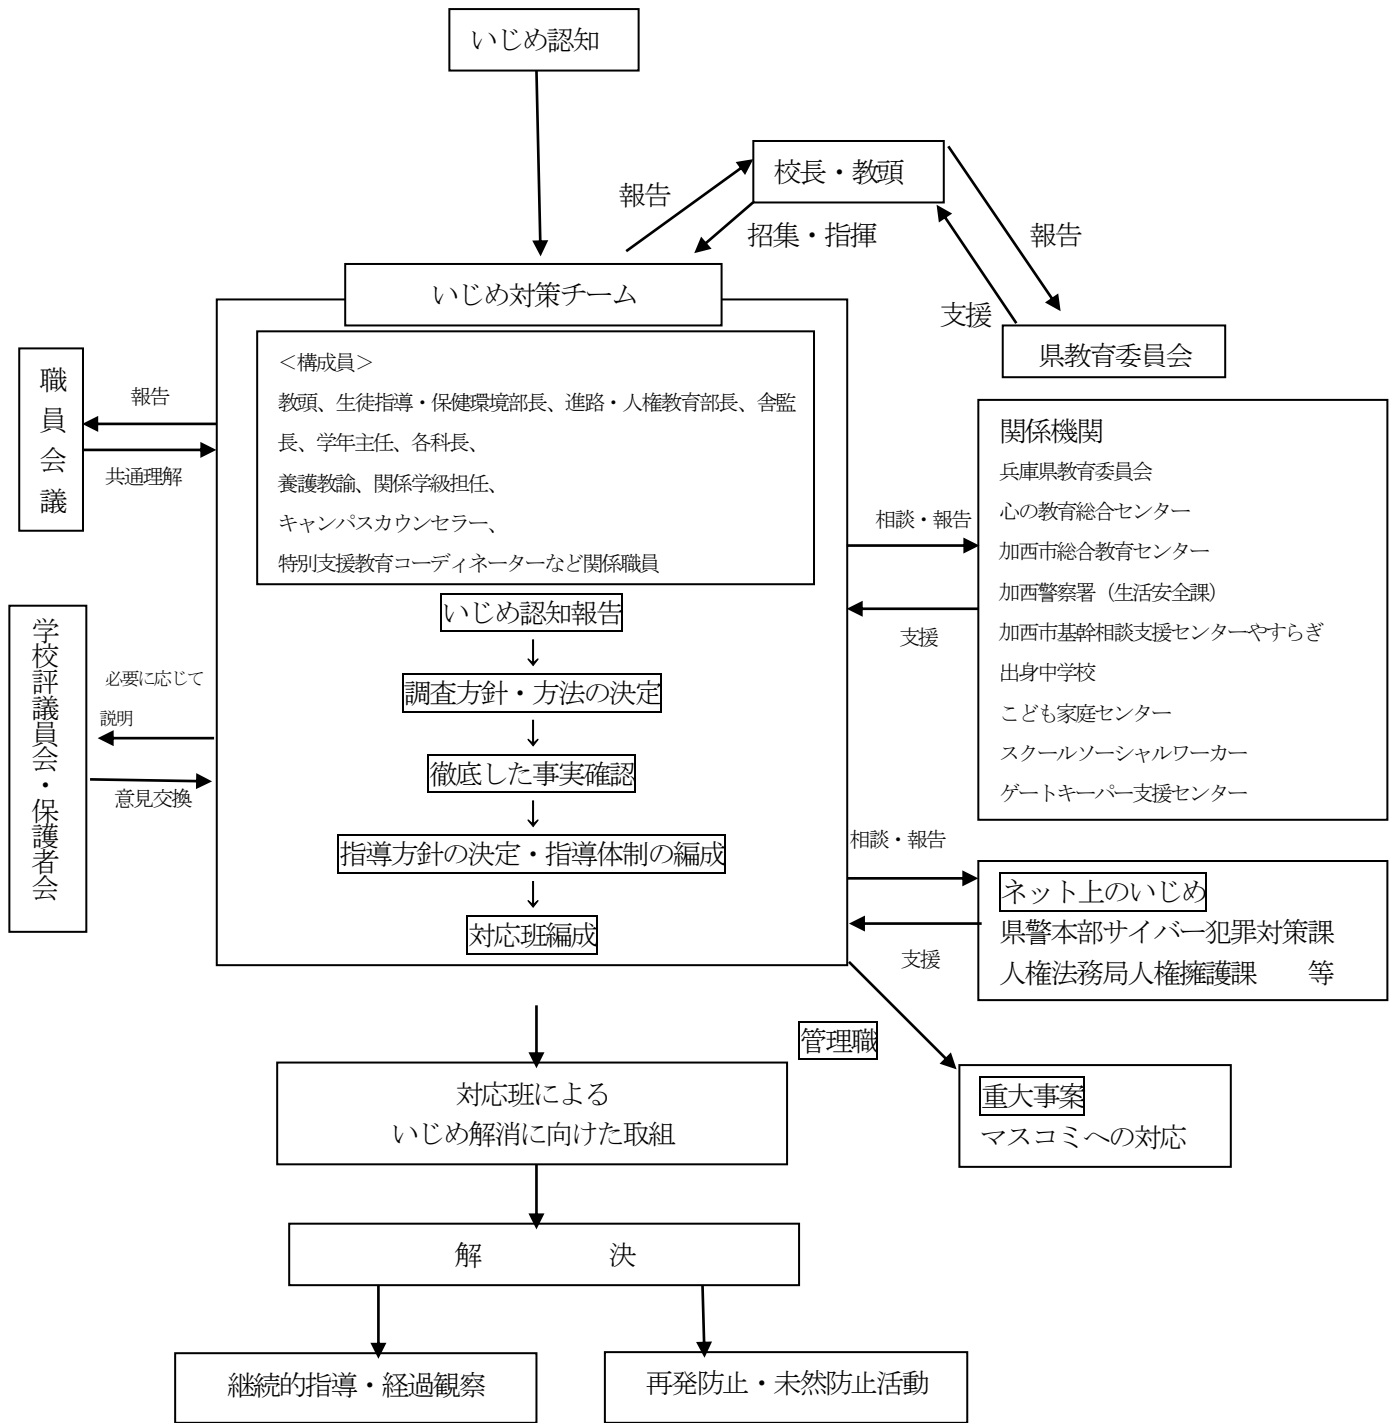 いじめ認知
校長・教頭
報告
招集・指揮
報告
支援
県教育委員会
いじめ対策チーム
<構成員>
教頭、生徒指導・保健環境部長、進路・人権教育部長、舎監
長、学年主任、各科長、
養護教諭、関係学級担任、
キャンパスカウンセラー、
特別支援教育コーディネーターなど関係職員
いじめ認知報告
↓
調査方針・方法の決定
↓
徹底した事実確認
↓
指導方針の決定・指導体制の編成
↓
対応班編成
職員会議
報告
共通理解
学校評議員会・保護者会
必要に応じて
説明
意見交換
相談・報告
支援
関係機関
兵庫県教育委員会
心の教育総合センター
加西市総合教育センター
加西警察署（生活安全課）
加西市基幹相談支援センターやすらぎ
出身中学校
こども家庭センター
スクールソーシャルワーカー
ゲートキーパー支援センター
相談・報告
支援
ネット上のいじめ
県警本部サイバー犯罪対策課
人権法務局人権擁護課　　等
管理職
重大事案
マスコミへの対応
対応班による
いじめ解消に向けた取組
解　　　　　決
継続的指導・経過観察
再発防止・未然防止活動